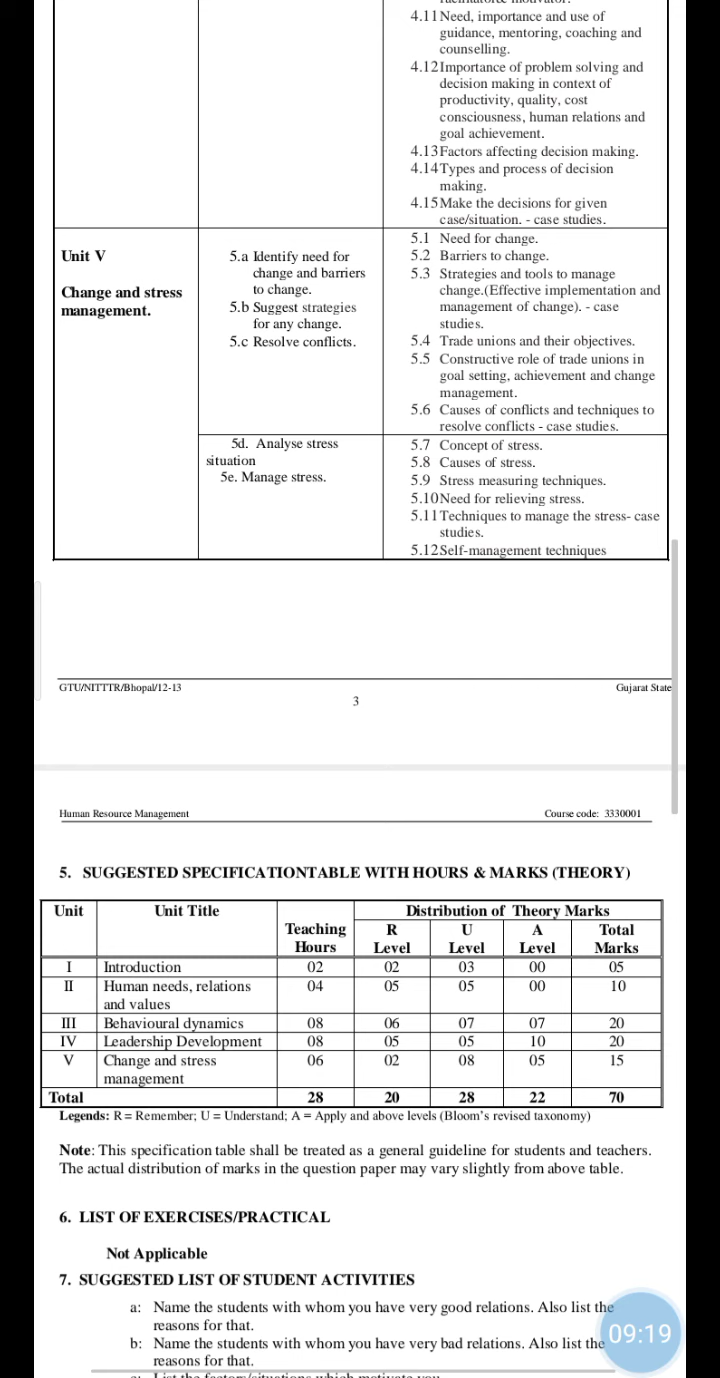 4.11Need, importance and use of
guidance, mentoring, coaching and
counselling.
4.12Importance of problem solving and
decision making in context of
productivity, quality, cost
consciousness, human relations and
goal achievement.
4.13Factors affecting decision making.
4.14Types and process of decision
making.
4.15Make the decisions for given
case/situation. - case studies.
Unit V
Change and stress
management.
5.a Identify need for
change and barriers
to change.
5.b Suggest strategies
for any change.
5.c Resolve conflicts.
5.1 Need for change.
5.2 Barriers to change.
5.3 Strategies and tools to manage
change.(Effective implementation and
management of change). - case
studies.
5.4 Trade unions and their objectives.
5.5 Constructive role of trade unions in
goal setting, achievement and change
management.
5.6 Causes of conflicts and techniques to
resolve conflicts - case studies.
5d. Analyse stress
situation
5e. Manage stress.
5.7 Concept of stress.
5.8 Causes of stress.
5.9 Stress measuring techniques.
5.10Need for relieving stress.
5.11Techniques to manage the stress- case
studies.
5.12Self-management techniques
GTU/NITTTR/Bhopal/12-13 Gujarat State
3
Human Resource Management Course code: 3330001
5. SUGGESTED SPECIFICATIONTABLE WITH HOURS & MARKS (THEORY)
Unit Unit Title Teaching Hours Distribution of Theory Marks
R Level U Level A Level Total Marks
I Introduction 02 02 03 00 05
II Human needs, relations and values 04 05 05 00 10
III Behavioural dynamics 08 06 07 07 20
IV Leadership Development 08 05 05 10 20
V Change and stress management 06 02 08 05 15
Total 28 20 28 22 70
Legends: R = Remember; U = Understand; A = Apply and above levels (Bloom's revised taxonomy)
Note: This specification table shall be treated as a general guideline for students and teachers.
The actual distribution of marks in the question paper may vary slightly from above table.
6. LIST OF EXERCISES/PRACTICAL
Not Applicable
7. SUGGESTED LIST OF STUDENT ACTIVITIES
a: Name the students with whom you have very good relations. Also list the
reasons for that.
b: Name the students with whom you have very bad relations. Also list the
reasons for that.
09:19